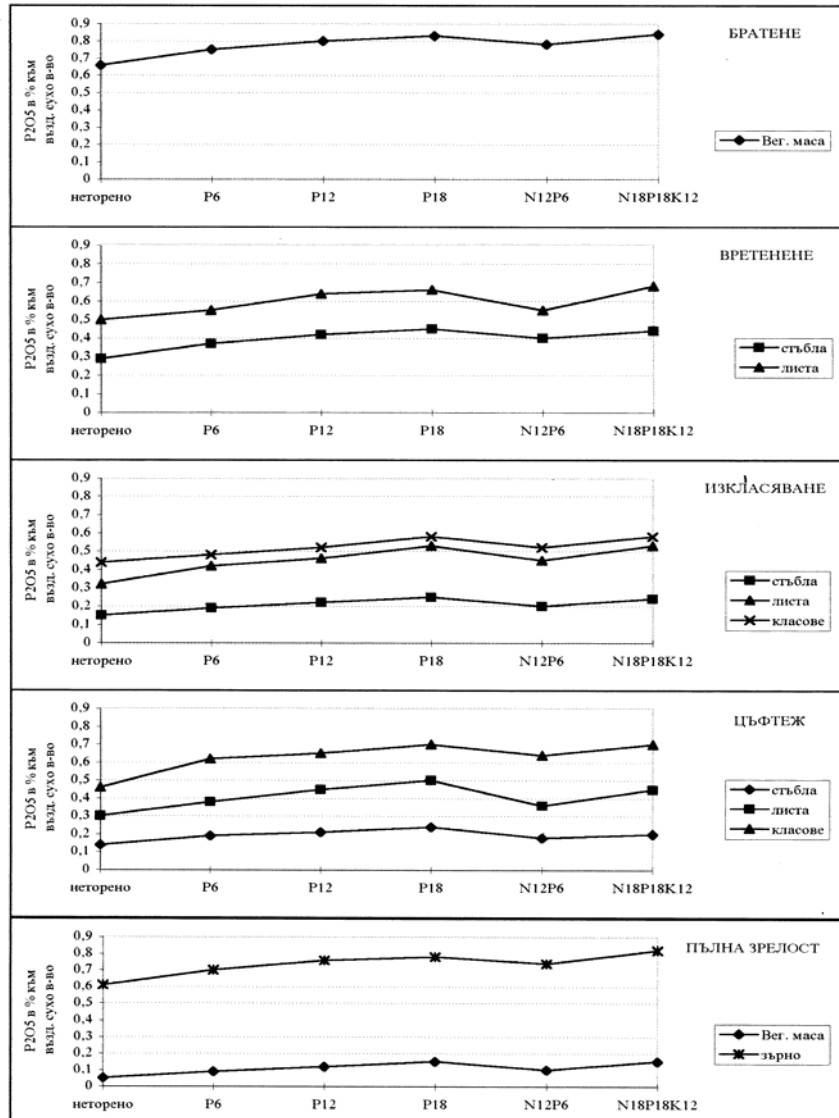 БРАТЕНЕ
P2O5 в % към
възд. сухо в-во
0,9
0,8
0,7
0,6
0,5
0,4
0,3
0,2
0,1
0
неторено P6 P12 P18 N12P6 N18P18K12
Вег. маса
ВРЕТЕНЕНЕ
P2O5 в % към
възд. сухо в-во
0,9
0,8
0,7
0,6
0,5
0,4
0,3
0,2
0,1
0
неторено P6 P12 P18 N12P6 N18P18K12
стъбла
листа
ИЗКЛАСЯВАНЕ
P2O5 в % към
възд. сухо в-во
0,9
0,8
0,7
0,6
0,5
0,4
0,3
0,2
0,1
0
неторено P6 P12 P18 N12P6 N18P18K12
стъбла
листа
класове
ЦЪФТЕЖ
P2O5 в % към
възд. сухо в-во
0,9
0,8
0,7
0,6
0,5
0,4
0,3
0,2
0,1
0
неторено P6 P12 P18 N12P6 N18P18K12
стъбла
листа
класове
ПЪЛНА ЗРЕЛОСТ
P2O5 в % към
възд. сухо в-во
0,9
0,8
0,7
0,6
0,5
0,4
0,3
0,2
0,1
0
неторено P6 P12 P18 N12P6 N18P18K12
Вег. маса
зърно